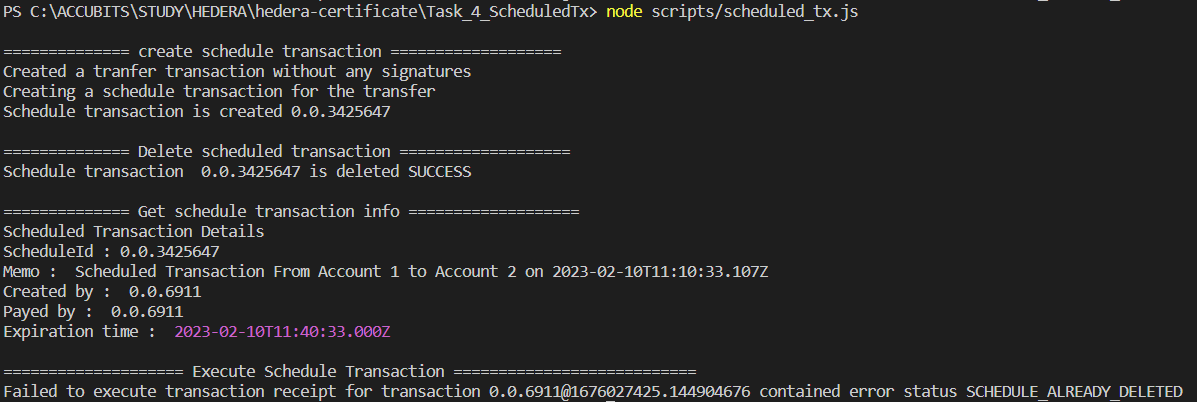 PS C:\ACCUBITS\STUDY\HEDERA\hedera-certificate\Task_4_ScheduledTx> node scripts/scheduled_tx.js
============== create schedule transaction ===================
Created a tranfer transaction without any signatures
Creating a schedule transaction for the transfer
Schedule transaction is created 0.0.3425647
============== Delete scheduled transaction ===================
Schedule transaction  0.0.3425647 is deleted SUCCESS
============== Get schedule transaction info ===================
Scheduled Transaction Details
ScheduleId : 0.0.3425647
Memo :  Scheduled Transaction From Account 1 to Account 2 on 2023-02-10T11:10:33.107Z
Created by :  0.0.6911
Payed by :  0.0.6911
Expiration time :  2023-02-10T11:40:33.000Z
==================== Execute Schedule Transaction ===========================
Failed to execute transaction receipt for transaction 0.0.6911@1676027425.144904676 contained error status SCHEDULE_ALREADY_DELETED